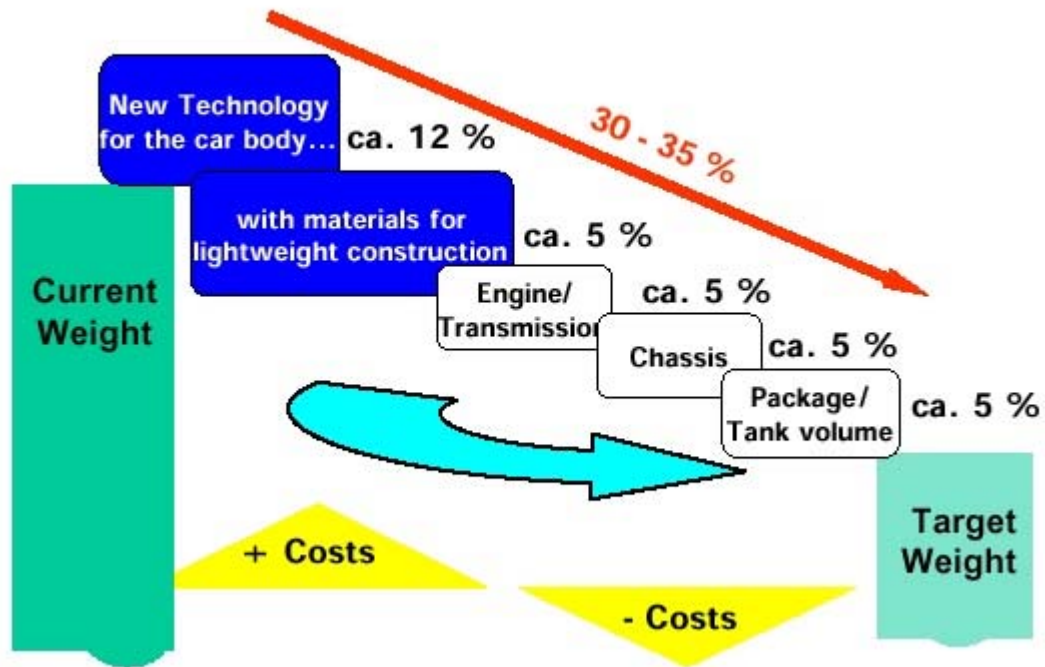 New Technology
for the car body...
ca. 12 %
30 - 35 %
with materials for
lightweight construction
ca. 5 %
Current
Weight
Engine/
Transmission
ca. 5 %
Chassis
ca. 5 %
Package/
Tank volume
ca. 5 %
+ Costs
- Costs
Target
Weight